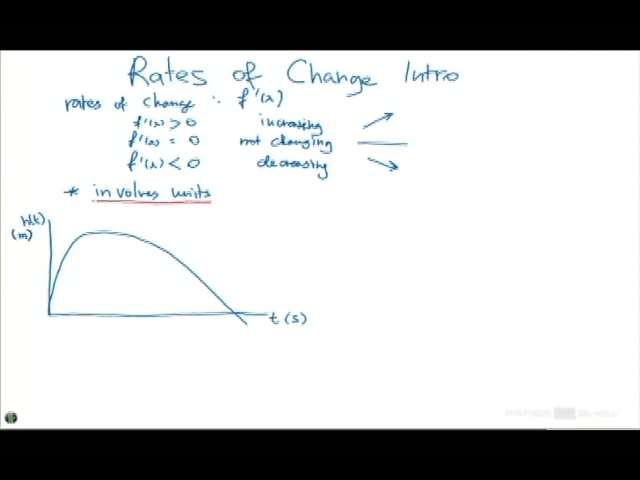 Rates of Change Intro
rates of change : f'(x)
f'(x) > 0 increasing
f'(x) = 0 not changing
f'(x) < 0 decreasing
* involves units
h(t)
(m)
t (s)